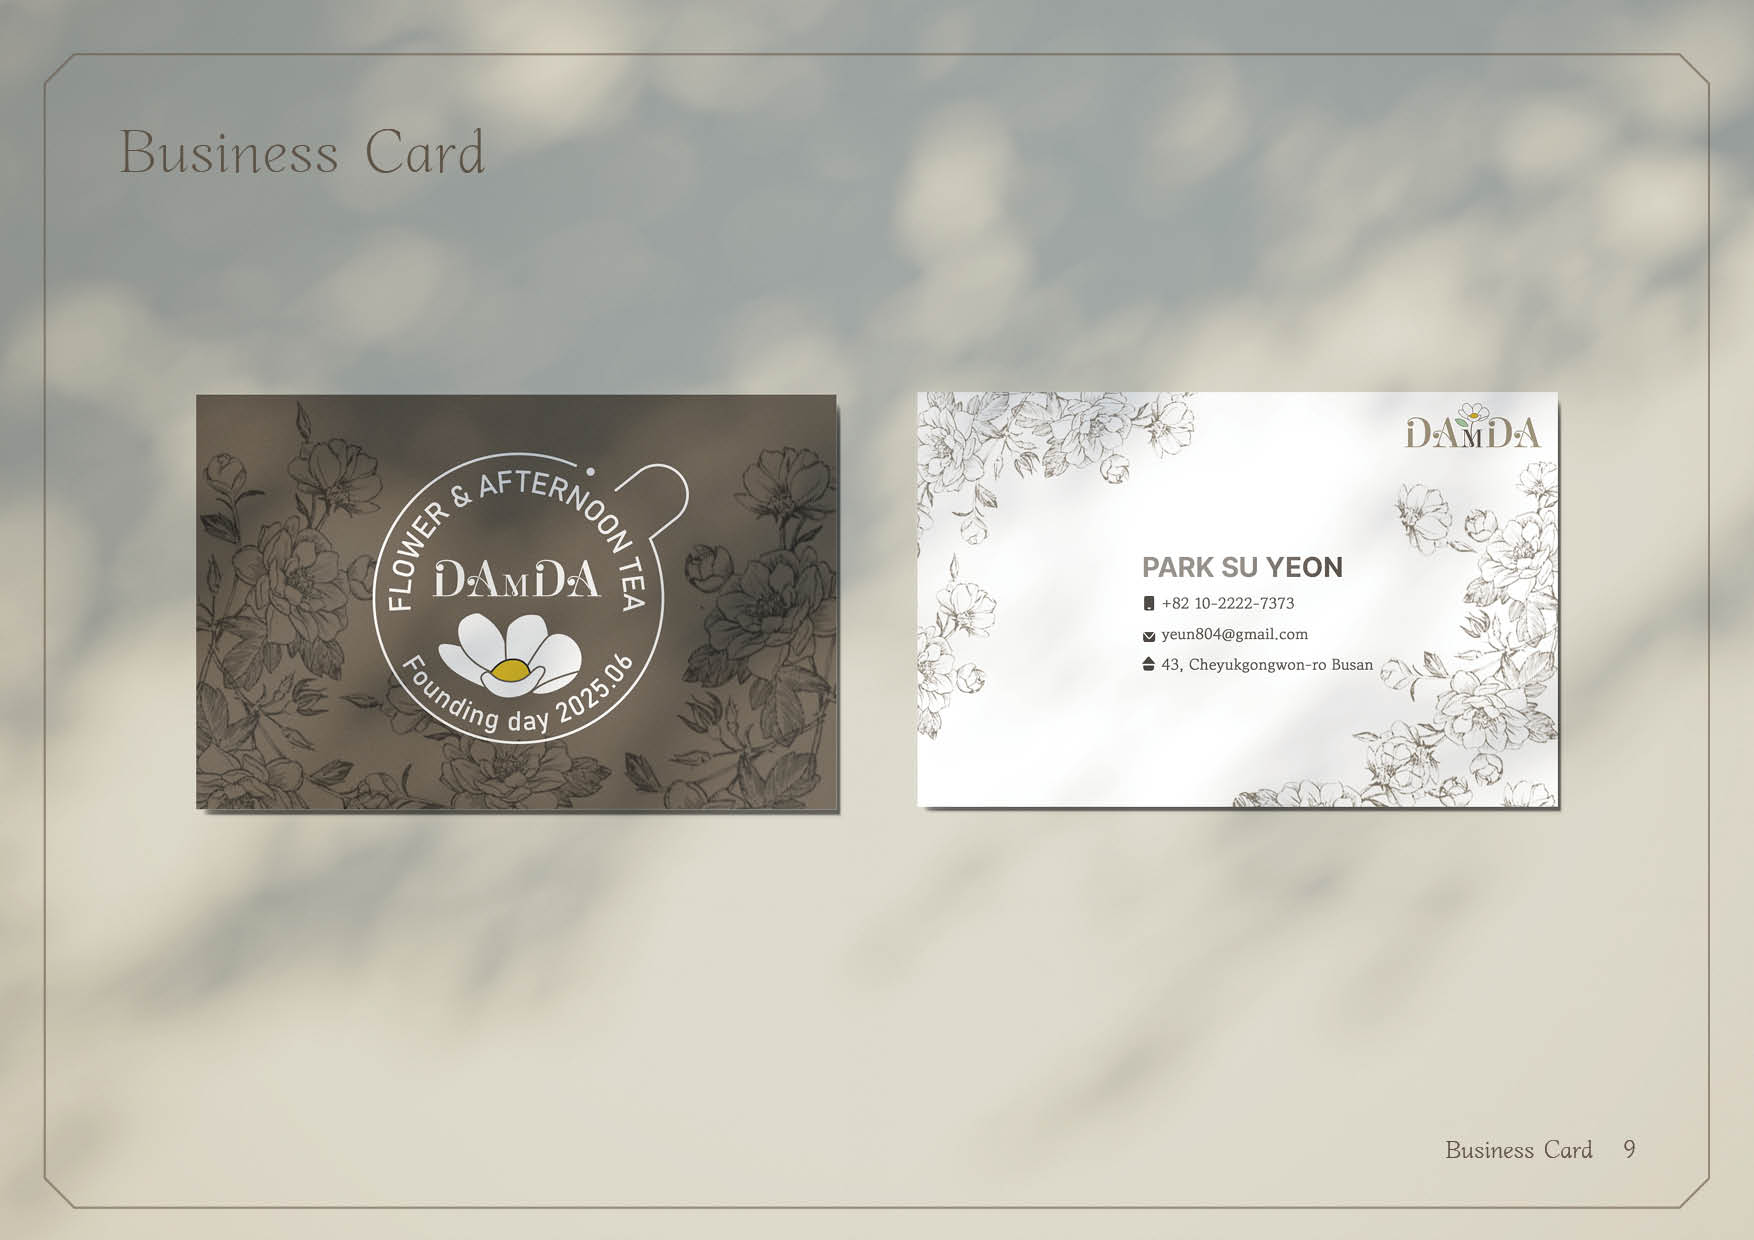 Business Card
FLOWER & AFTERNOON TEA
DAMDA
Founding day 2025.06
DAMDA
PARK SU YEON
+82 10-2222-7373
yeun804@gmail.com
43, Cheyukgongwon-ro Busan
Business Card 9